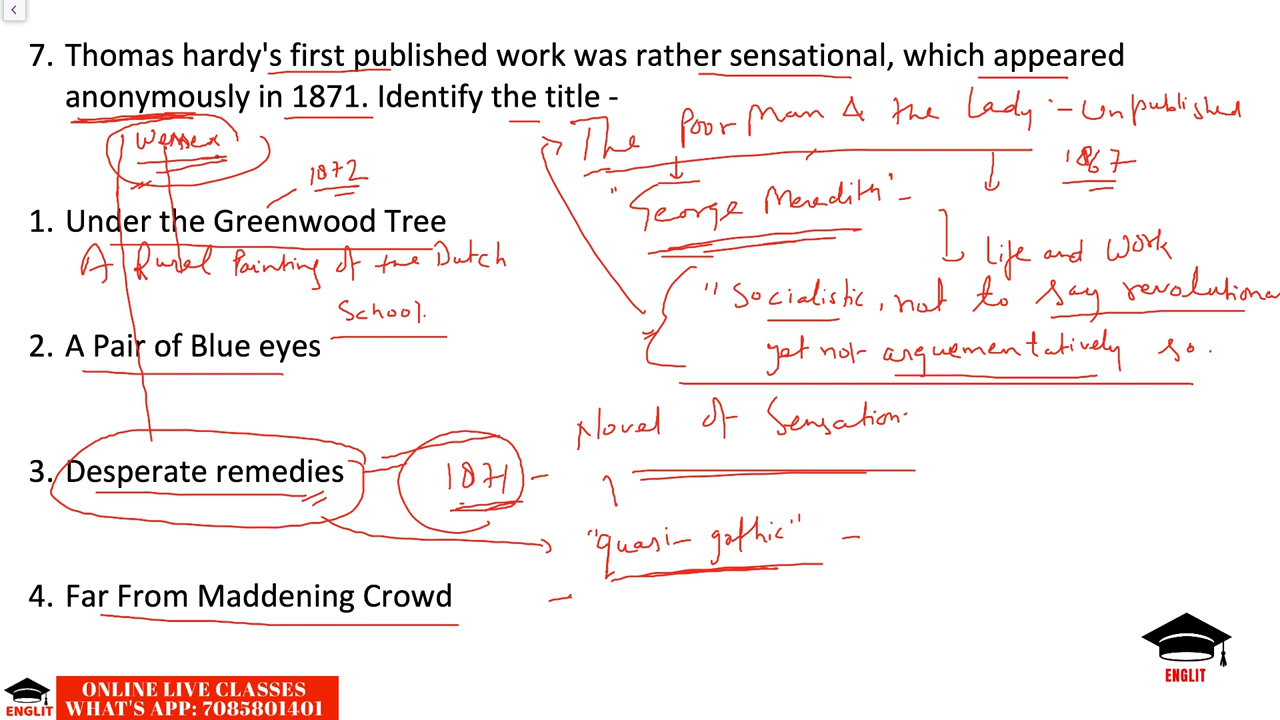 7. Thomas hardy's first published work was rather sensational, which appeared
anonymously in 1871. Identify the title -
The Poor Man & the Lady - Unpublished
Wessex
1867
1872
"George Meredith" -
1. Under the Greenwood Tree
A Rural Painting of the Dutch
School.
Life and Work
"Socialistic, not to say revolutiona
yet not arguementatively so.
2. A Pair of Blue eyes
Novel of Sensation.
3. Desperate remedies
1871 -
"quasi-gothic" -
4. Far From Maddening Crowd
-
ENGLIT
ENGLIT
ONLINE LIVE CLASSES
WHAT'S APP: 7085801401